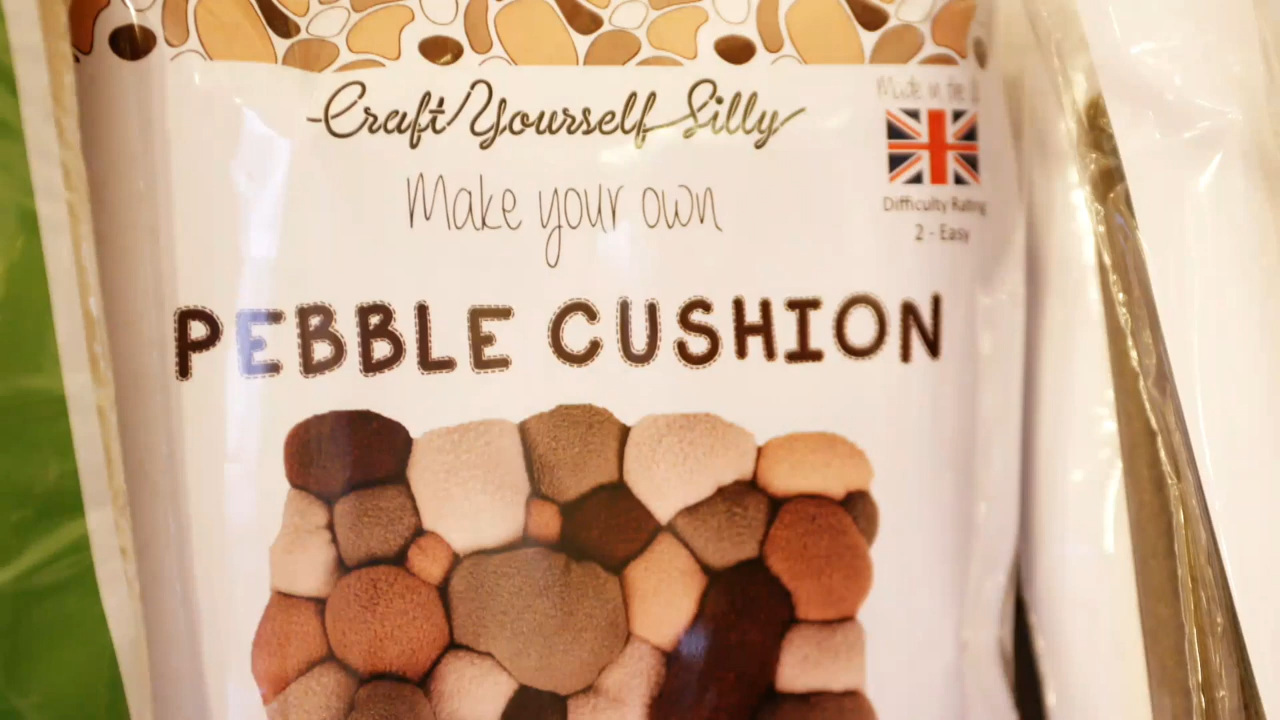 Craft Yourself Silly
Made in the
Make your own
Difficulty Rating
2 - Easy
PEBBLE CUSHION